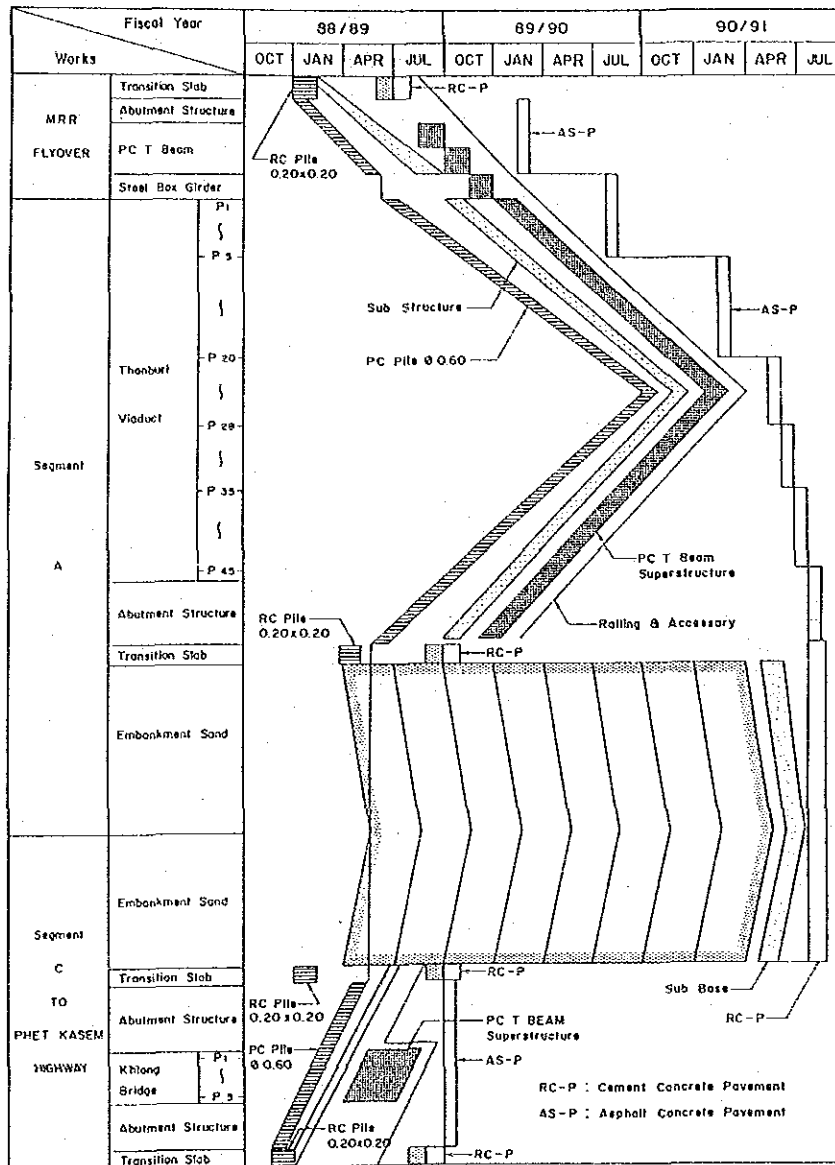 Fiscal Year
88/89
89/90
90/91
Works
OCT
JAN
APR
JUL
OCT
JAN
APR
JUL
OCT
JAN
APR
JUL
Transition Slab
RC-P
MRR
FLYOVER
Abutment Structure
AS-P
PC T Beam
RC Pile
0.20x0.20
Steel Box Girder
P1
P 5
Sub Structure
AS-P
PC Pile Ø 0.60
P 20
Thonburi
Viaduct
P 28
Segment
A
P 35
PC T Beam
Superstructure
P 45
Abutment Structure
RC Pile
0.20x0.20
Railing & Accessory
Transition Slab
RC-P
Embankment Sand
Embankment Sand
Segment
C
TO
PHET KASEM
HIGHWAY
Transition Slab
RC-P
Sub Base
RC-P
RC Pile
0.20x0.20
Abutment Structure
PC T BEAM
Superstructure
PC Pile
Ø 0.60
P1
Khlong
Bridge
AS-P
RC-P : Cement Concrete Pavement
AS-P : Asphalt Concrete Pavement
Abutment Structure
RC Pile
0.20x0.20
Transition Slab
RC-P